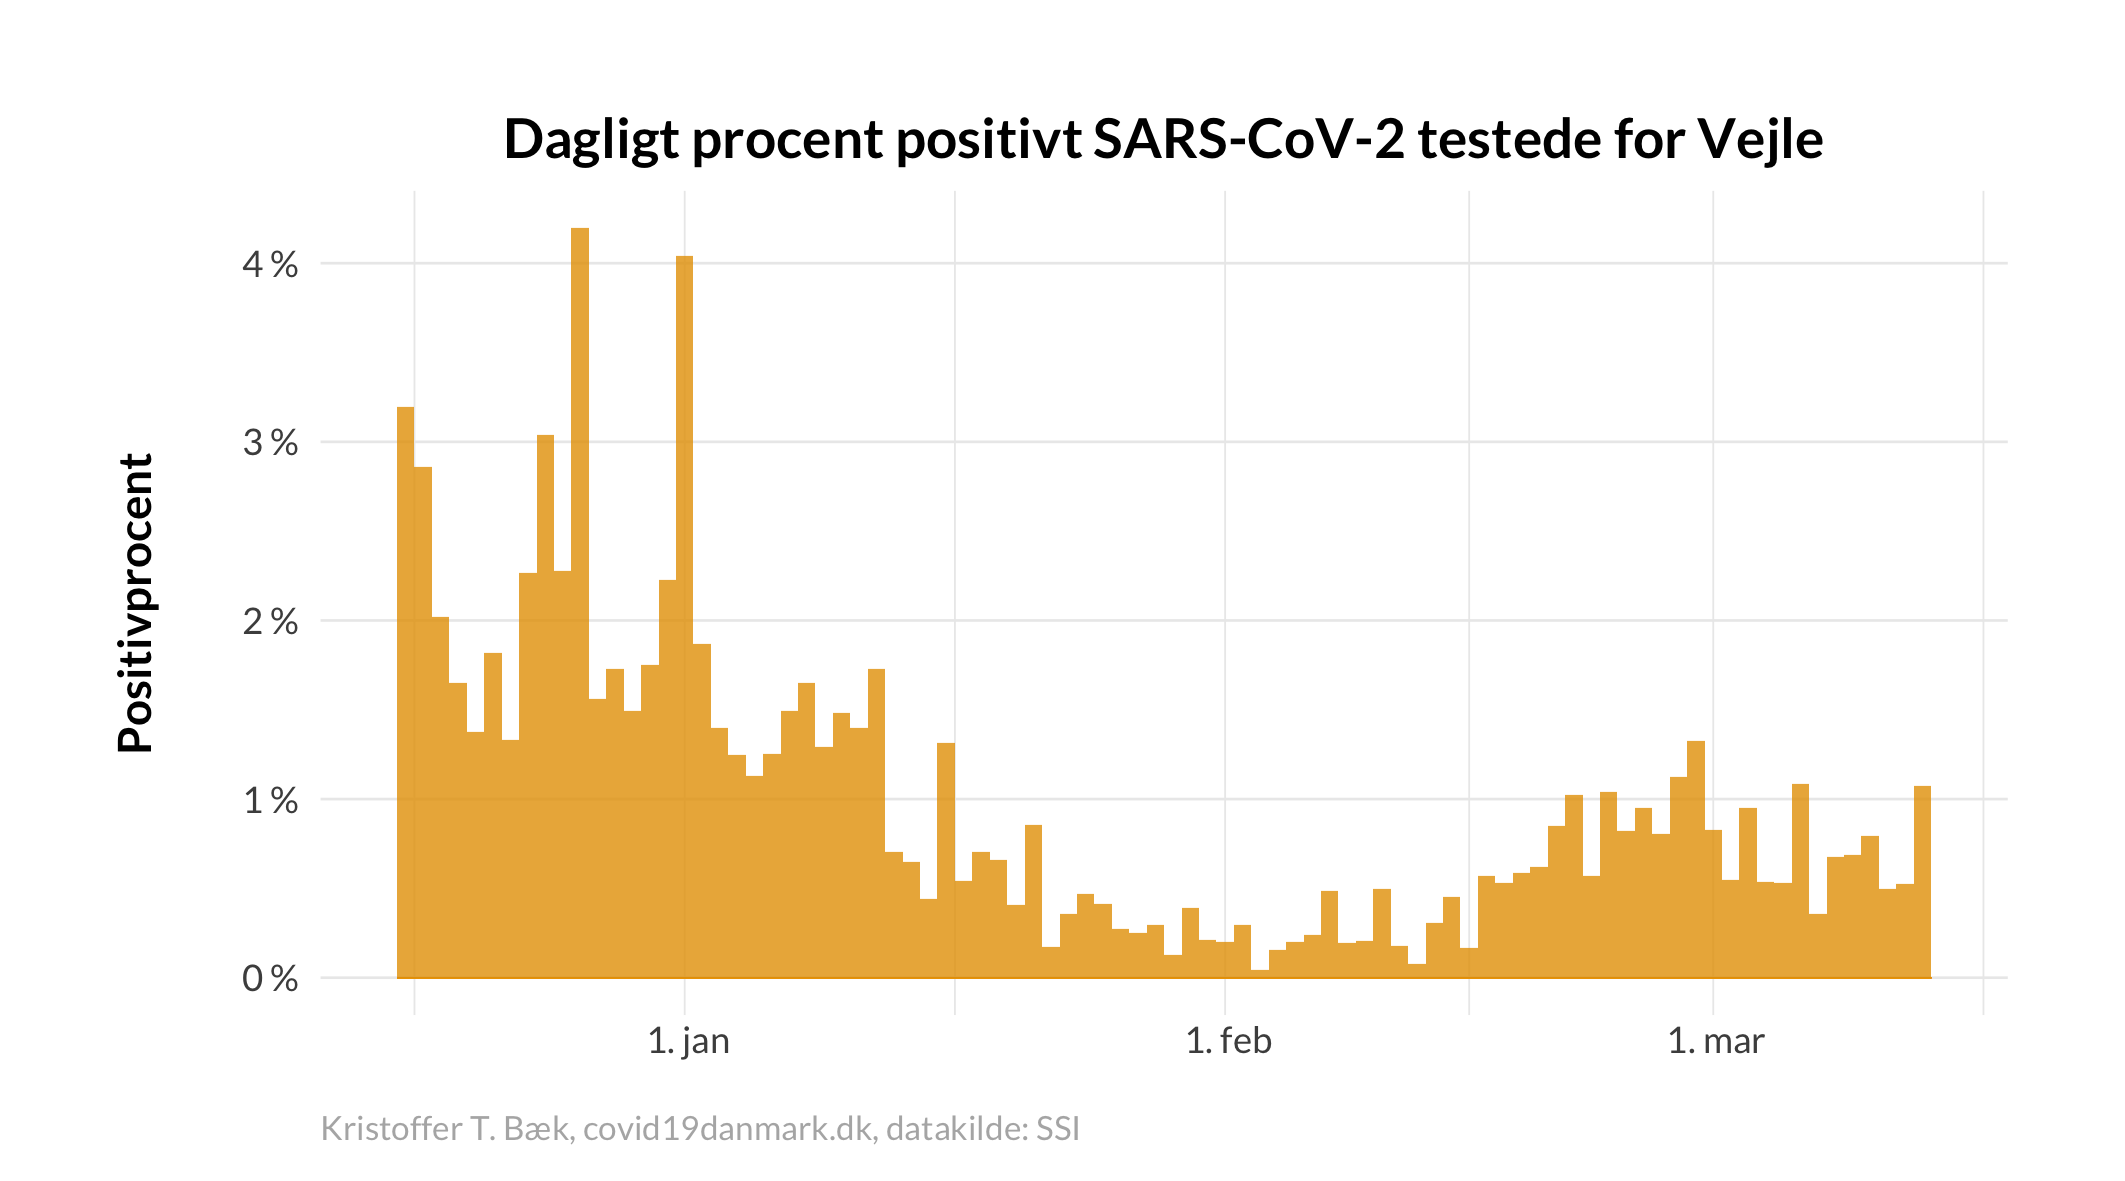 Dagligt procent positivt SARS-CoV-2 testede for Vejle
Positivprocent
4 %
3 %
2 %
1 %
0 %
1. jan
1. feb
1. mar
Kristoffer T. Bæk, covid19danmark.dk, datakilde: SSI